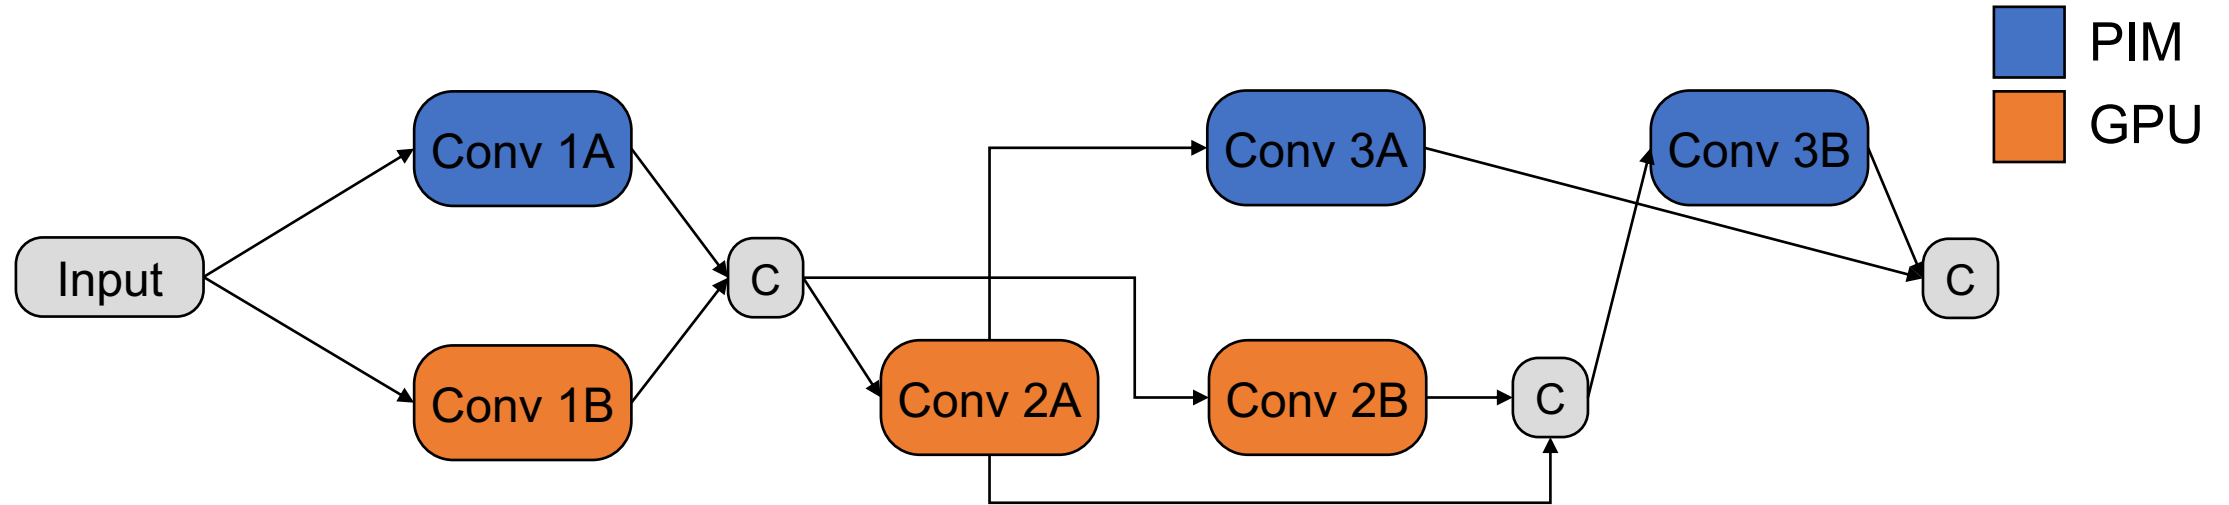 PIM
GPU
Conv 1A
Conv 3A
Conv 3B
Input
C
C
Conv 1B
Conv 2A
Conv 2B
C